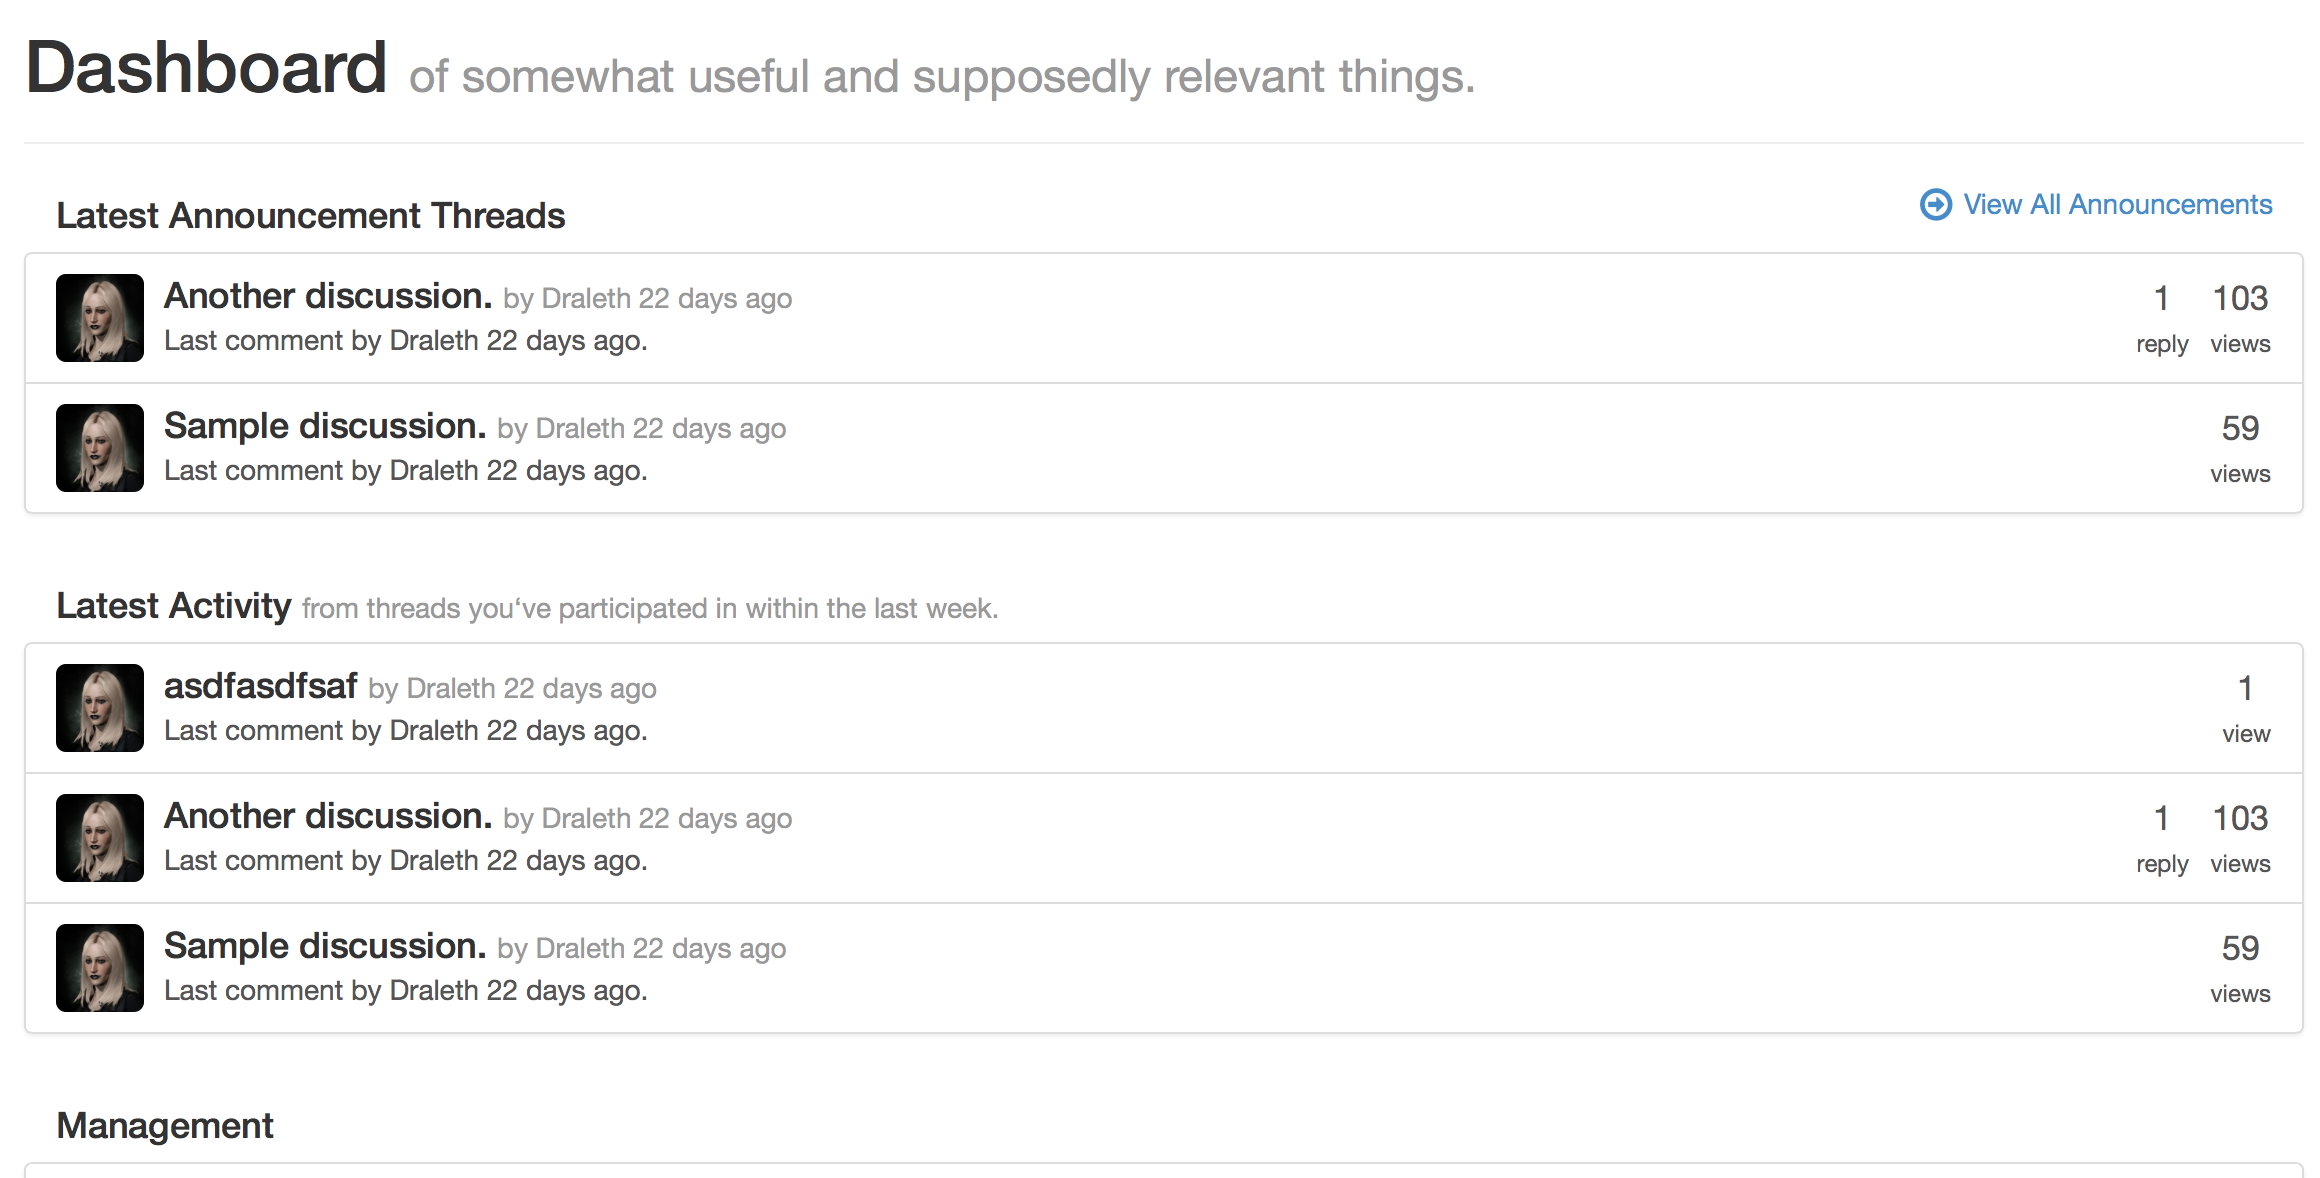 Dashboard of somewhat useful and supposedly relevant things.
Latest Announcement Threads
View All Announcements
Another discussion. by Draleth 22 days ago
Last comment by Draleth 22 days ago.
1 103
reply views
Sample discussion. by Draleth 22 days ago
Last comment by Draleth 22 days ago.
59
views
Latest Activity from threads you‘ve participated in within the last week.
asdfasdfsaf by Draleth 22 days ago
Last comment by Draleth 22 days ago.
1
view
Another discussion. by Draleth 22 days ago
Last comment by Draleth 22 days ago.
1 103
reply views
Sample discussion. by Draleth 22 days ago
Last comment by Draleth 22 days ago.
59
views
Management